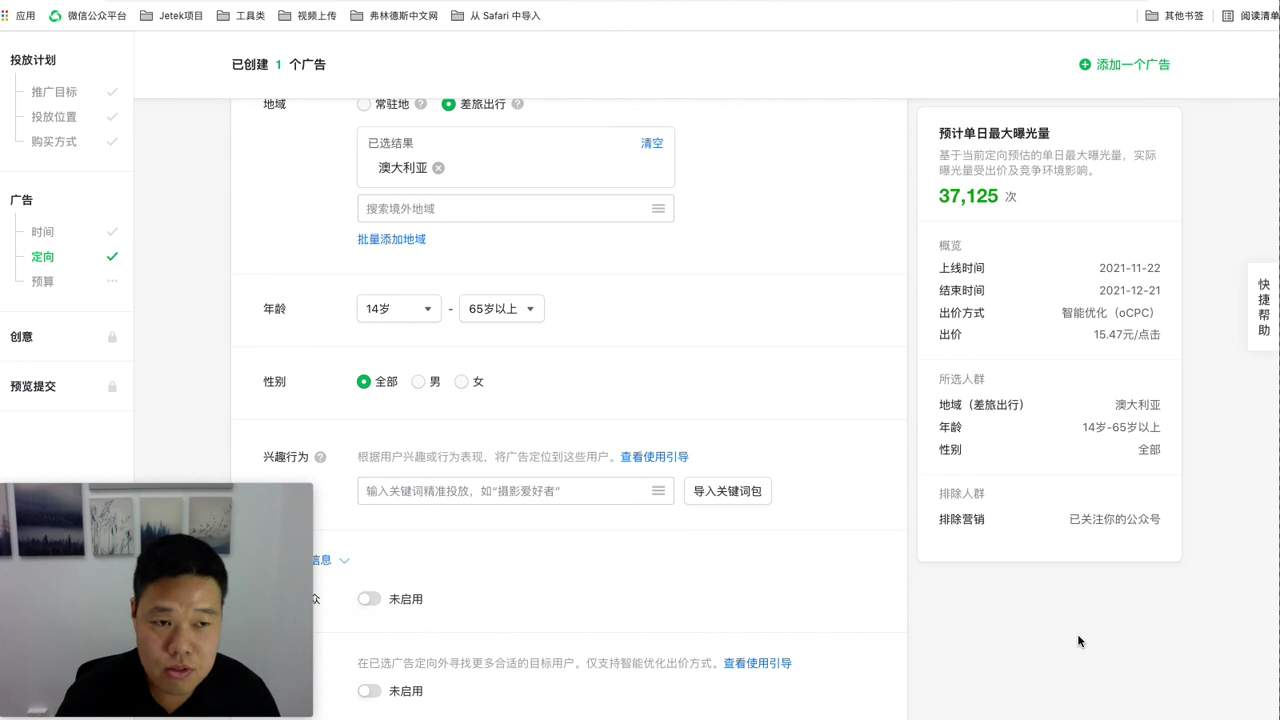 应用 微信公众平台 Jetek项目 工具类 视频上传 弗林德斯中文网 从 Safari 中导入 其他书签 阅读清单
投放计划
推广目标
投放位置
购买方式
广告
时间
定向
预算
创意
预览提交
已创建 1 个广告
添加一个广告
地域 常驻地 差旅出行
已选结果 清空
澳大利亚
搜索境外地域
批量添加地域
年龄 14岁 - 65岁以上
性别 全部 男 女
兴趣行为 根据用户兴趣或行为表现，将广告定位到这些用户。查看使用引导
输入关键词精准投放，如“摄影爱好者” 导入关键词包
信息
众 未启用
在已选广告定向外寻找更多合适的目标用户。仅支持智能优化出价方式。查看使用引导
未启用
预计单日最大曝光量
基于当前定向预估的单日最大曝光量，实际
曝光量受出价及竞争环境影响。
37,125 次
概览
上线时间 2021-11-22
结束时间 2021-12-21
出价方式 智能优化（oCPC）
出价 15.47元/点击
所选人群
地域（差旅出行） 澳大利亚
年龄 14岁-65岁以上
性别 全部
排除人群
排除营销 已关注你的公众号
快
捷
帮
助